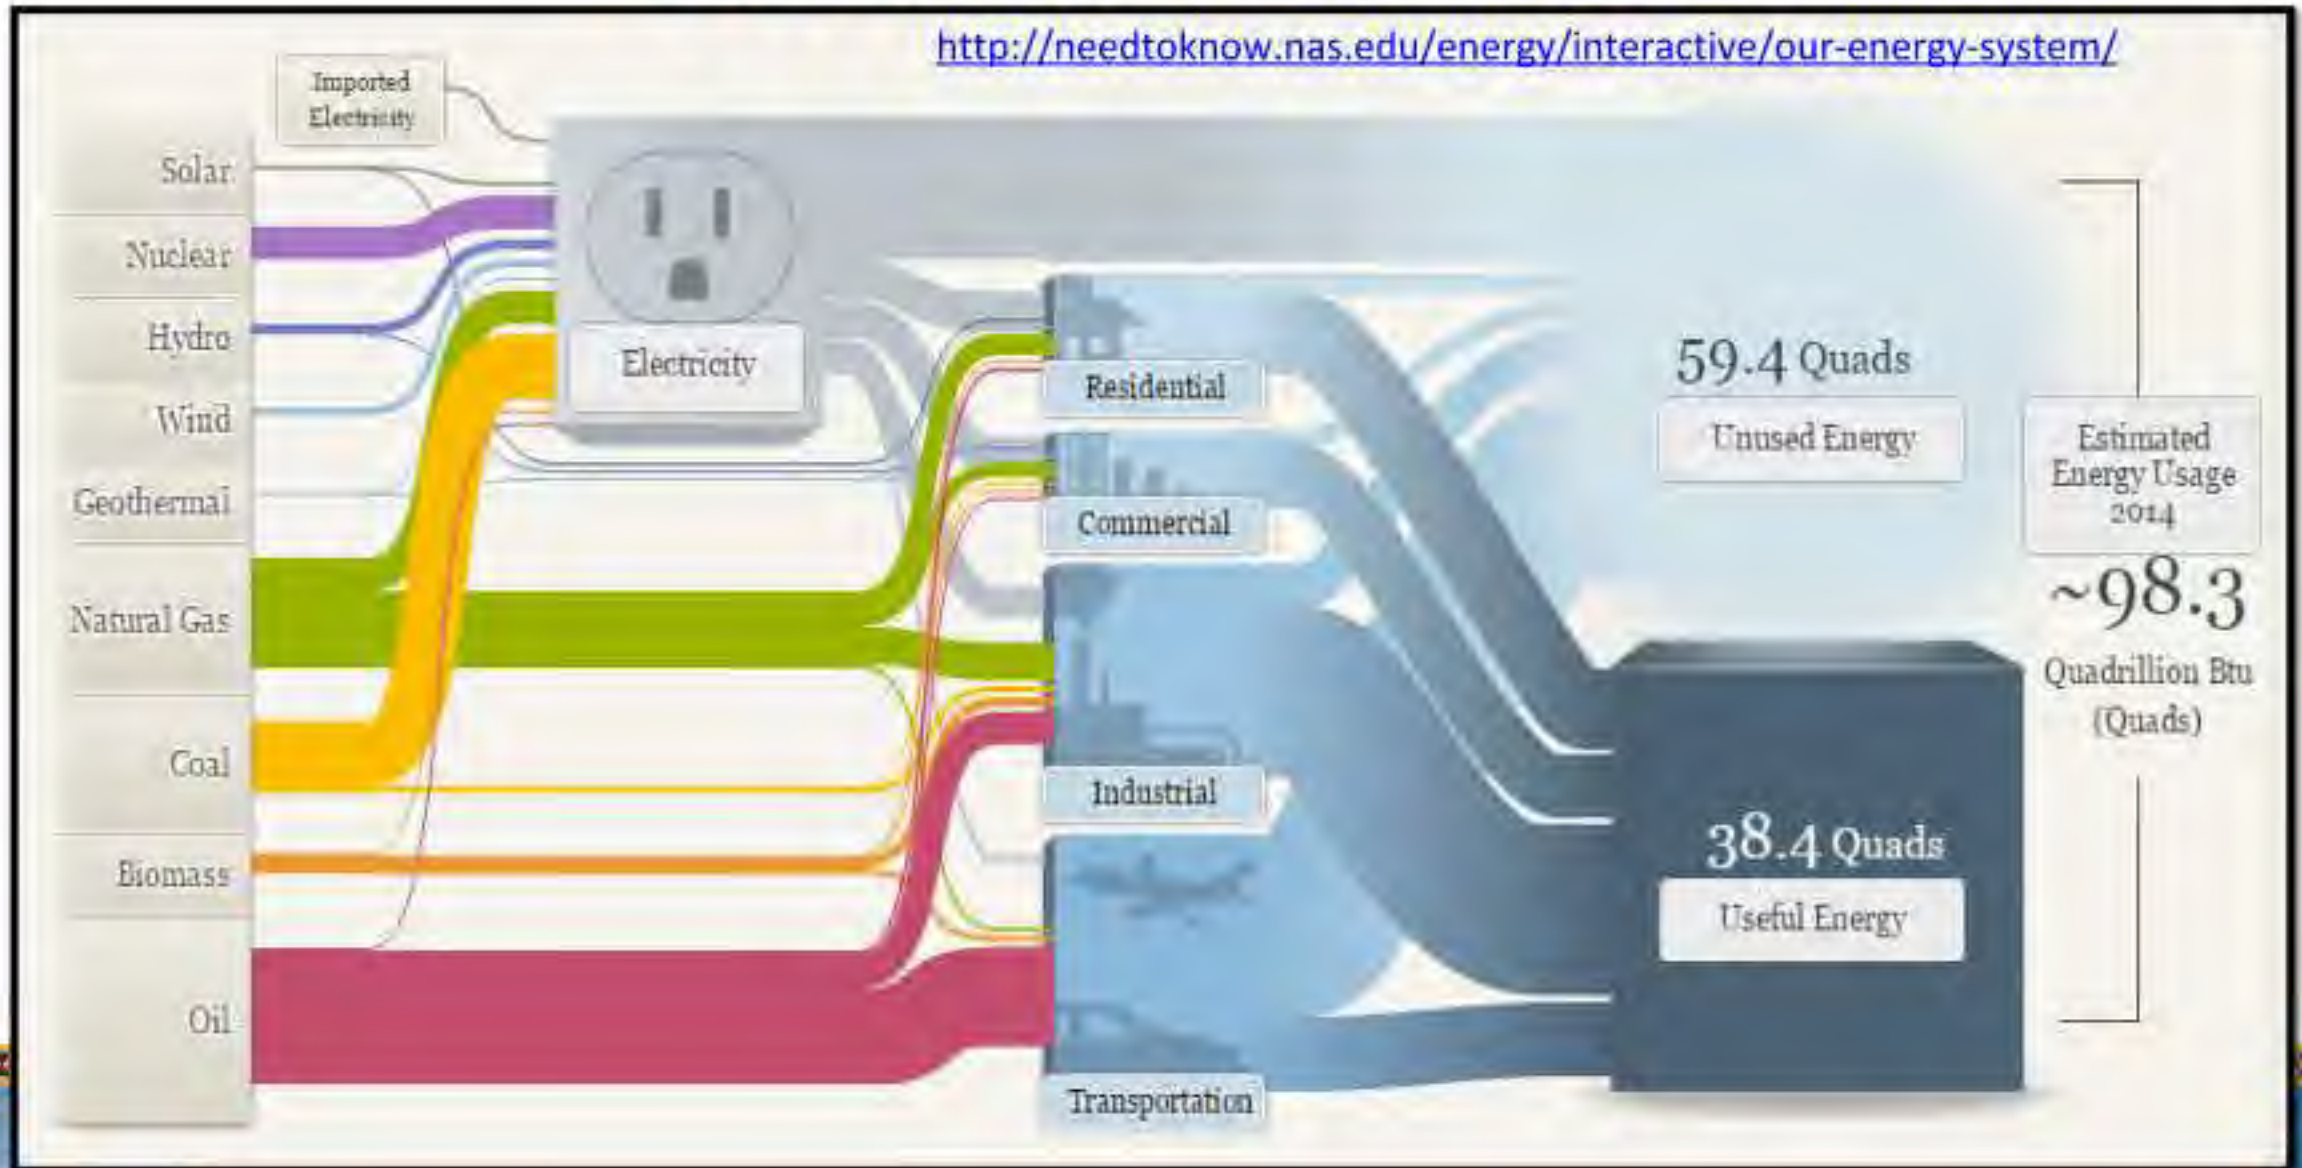 http://needtoknow.nas.edu/energy/interactive/our-energy-system/
Imported
Electricity
Solar
Nuclear
Hydro
Wind
Geothermal
Natural Gas
Coal
Biomass
Oil
Electricity
Residential
Commercial
Industrial
Transportation
59.4 Quads
Unused Energy
38.4 Quads
Useful Energy
Estimated
Energy Usage
2014
~98.3
Quadrillion Btu
(Quads)